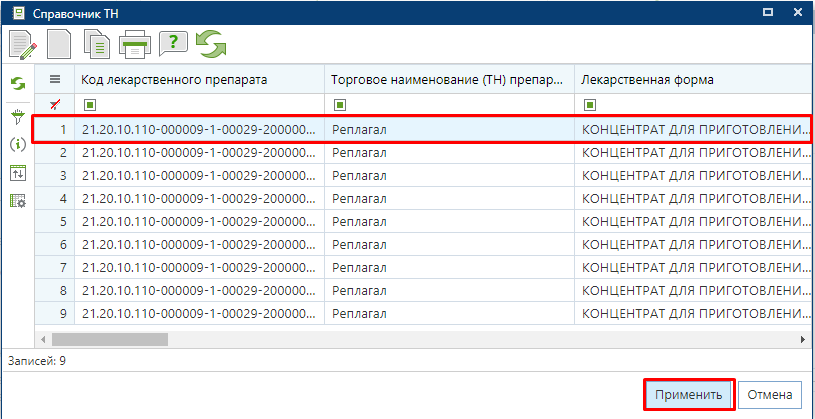 Справочник ТН
Код лекарственного препарата Торговое наименование (ТН) препар... Лекарственная форма
1 21.20.10.110-000009-1-00029-200000... Реплагал КОНЦЕНТРАТ ДЛЯ ПРИГОТОВЛЕНИ...
2 21.20.10.110-000009-1-00029-200000... Реплагал КОНЦЕНТРАТ ДЛЯ ПРИГОТОВЛЕНИ...
3 21.20.10.110-000009-1-00029-200000... Реплагал КОНЦЕНТРАТ ДЛЯ ПРИГОТОВЛЕНИ...
4 21.20.10.110-000009-1-00029-200000... Реплагал КОНЦЕНТРАТ ДЛЯ ПРИГОТОВЛЕНИ...
5 21.20.10.110-000009-1-00029-200000... Реплагал КОНЦЕНТРАТ ДЛЯ ПРИГОТОВЛЕНИ...
6 21.20.10.110-000009-1-00029-200000... Реплагал КОНЦЕНТРАТ ДЛЯ ПРИГОТОВЛЕНИ...
7 21.20.10.110-000009-1-00029-200000... Реплагал КОНЦЕНТРАТ ДЛЯ ПРИГОТОВЛЕНИ...
8 21.20.10.110-000009-1-00029-200000... Реплагал КОНЦЕНТРАТ ДЛЯ ПРИГОТОВЛЕНИ...
9 21.20.10.110-000009-1-00029-200000... Реплагал КОНЦЕНТРАТ ДЛЯ ПРИГОТОВЛЕНИ...
Записей: 9
Применить Отмена